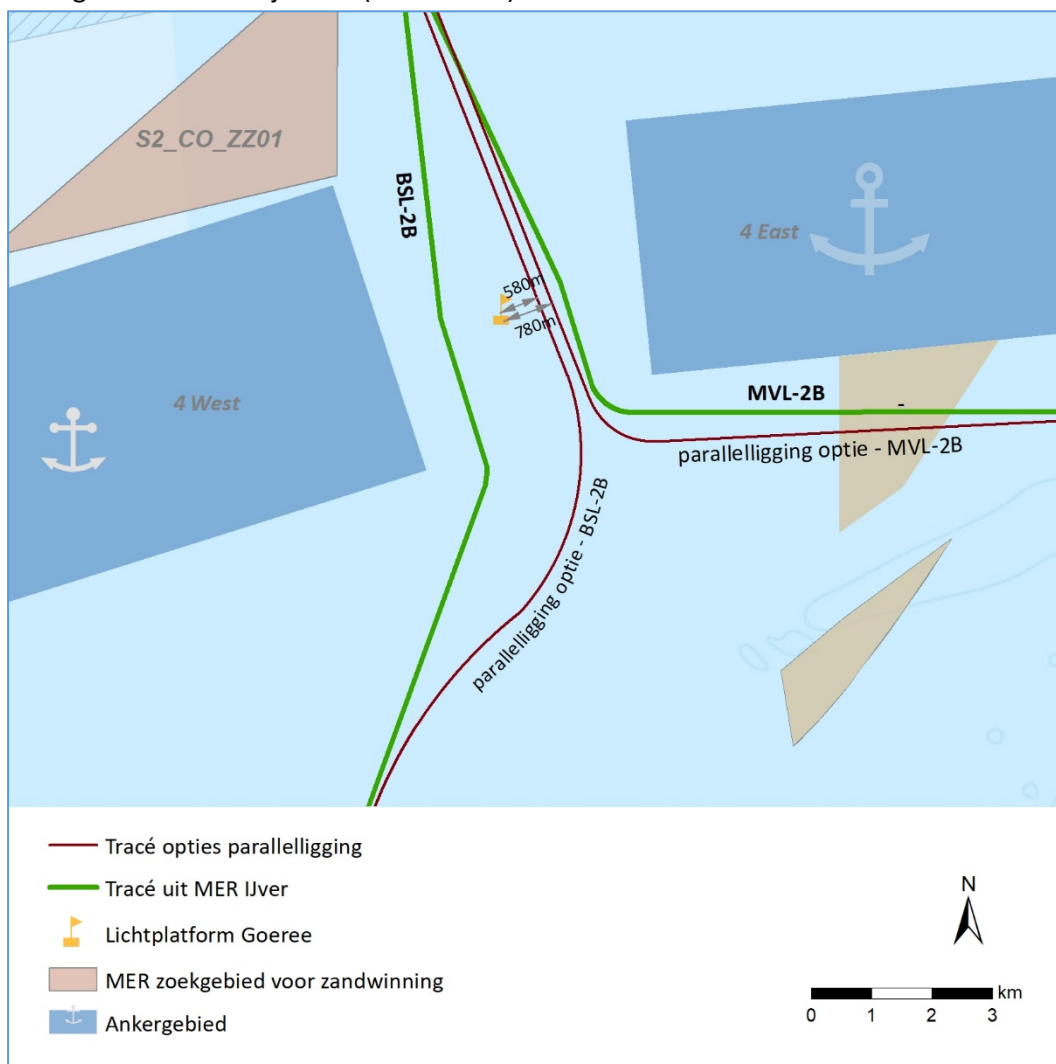 S2_CO_ZZ01
BSL-2B
4 East
580m
780m
4 West
MVL-2B
-
parallelligging optie - MVL-2B
parallelligging optie - BSL-2B
Tracé opties parallelligging
Tracé uit MER IJver
Lichtplatform Goeree
MER zoekgebied voor zandwinning
Ankergebied
N
km
0 1 2 3